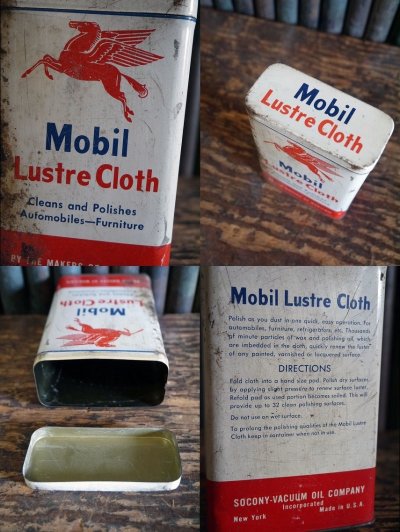 Mobil
Lustre Cloth
Cleans and Polishes
Automobiles—Furniture
BY THE MAKERS OF
Mobil
Lustre Cloth
Mobil
Lustre Cloth
Mobil
Lustre Cloth
Mobil Lustre Cloth
Polish as you dust in one quick, easy operation. For
automobiles, furniture, refrigerators, etc. Thousands
of minute particles of wax and polishing oil, which
are imbedded in the cloth, quickly renew the luster
of any painted, varnished or lacquered surface.
DIRECTIONS
Fold cloth into a hand size pad. Polish dry surfaces
by applying slight pressure to renew surface luster.
Refold pad as used portion becomes soiled. This will
provide up to 32 clean polishing surfaces.
Do not use on wet surface.
To prolong the polishing qualities of the Mobil Lustre
Cloth keep in container when not in use.
SOCONY-VACUUM OIL COMPANY
Incorporated
New York Made in U.S.A.